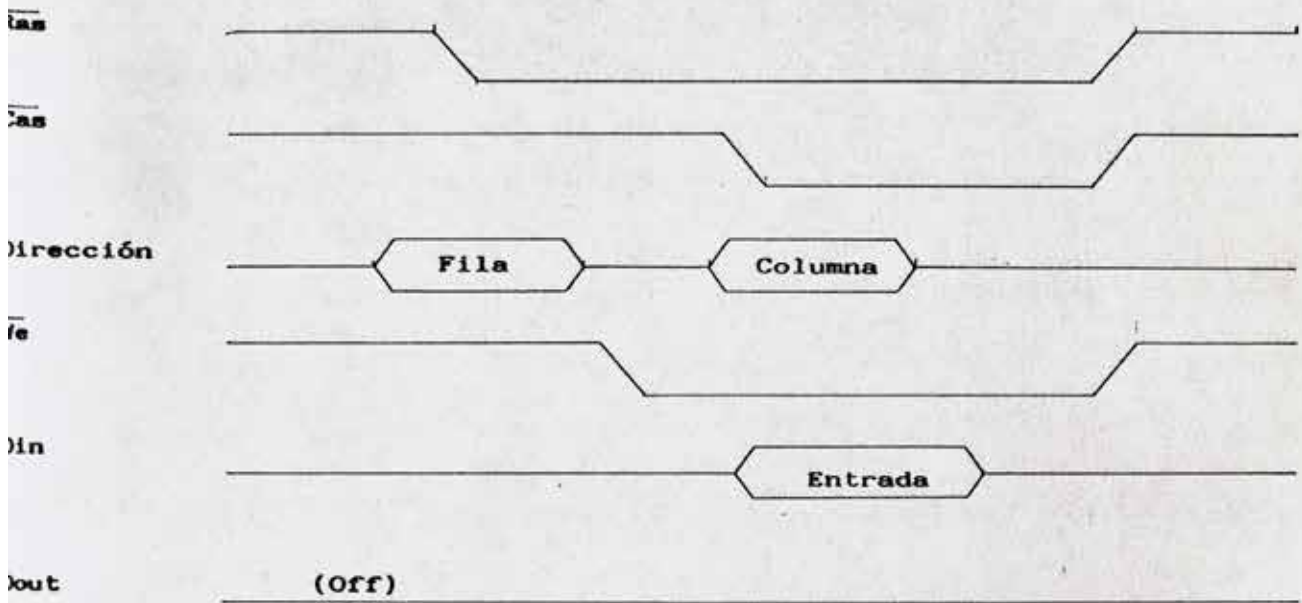 Ras
Cas
Dirección
Fila
Columna
We
Din
Entrada
Dout
(Off)